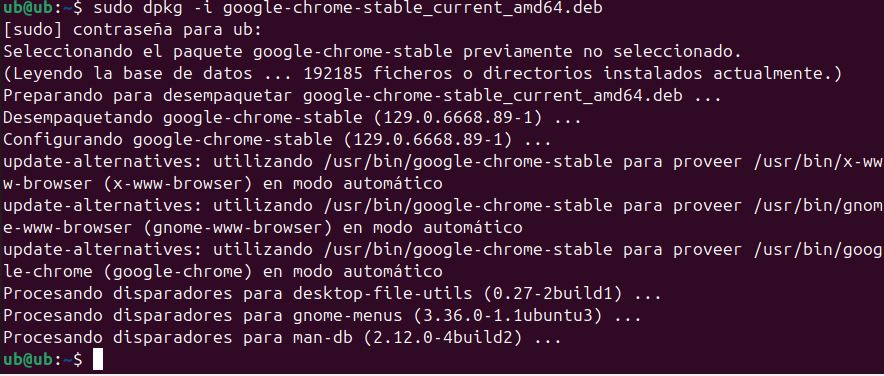 ub@ub:~$ sudo dpkg -i google-chrome-stable_current_amd64.deb
[sudo] contraseña para ub:
Seleccionando el paquete google-chrome-stable previamente no seleccionado.
(Leyendo la base de datos ... 192185 ficheros o directorios instalados actualmente.)
Preparando para desempaquetar google-chrome-stable_current_amd64.deb ...
Desempaquetando google-chrome-stable (129.0.6668.89-1) ...
Configurando google-chrome-stable (129.0.6668.89-1) ...
update-alternatives: utilizando /usr/bin/google-chrome-stable para proveer /usr/bin/x-ww
w-browser (x-www-browser) en modo automático
update-alternatives: utilizando /usr/bin/google-chrome-stable para proveer /usr/bin/gnom
e-www-browser (gnome-www-browser) en modo automático
update-alternatives: utilizando /usr/bin/google-chrome-stable para proveer /usr/bin/goog
le-chrome (google-chrome) en modo automático
Procesando disparadores para desktop-file-utils (0.27-2build1) ...
Procesando disparadores para gnome-menus (3.36.0-1.1ubuntu3) ...
Procesando disparadores para man-db (2.12.0-4build2) ...
ub@ub:~$